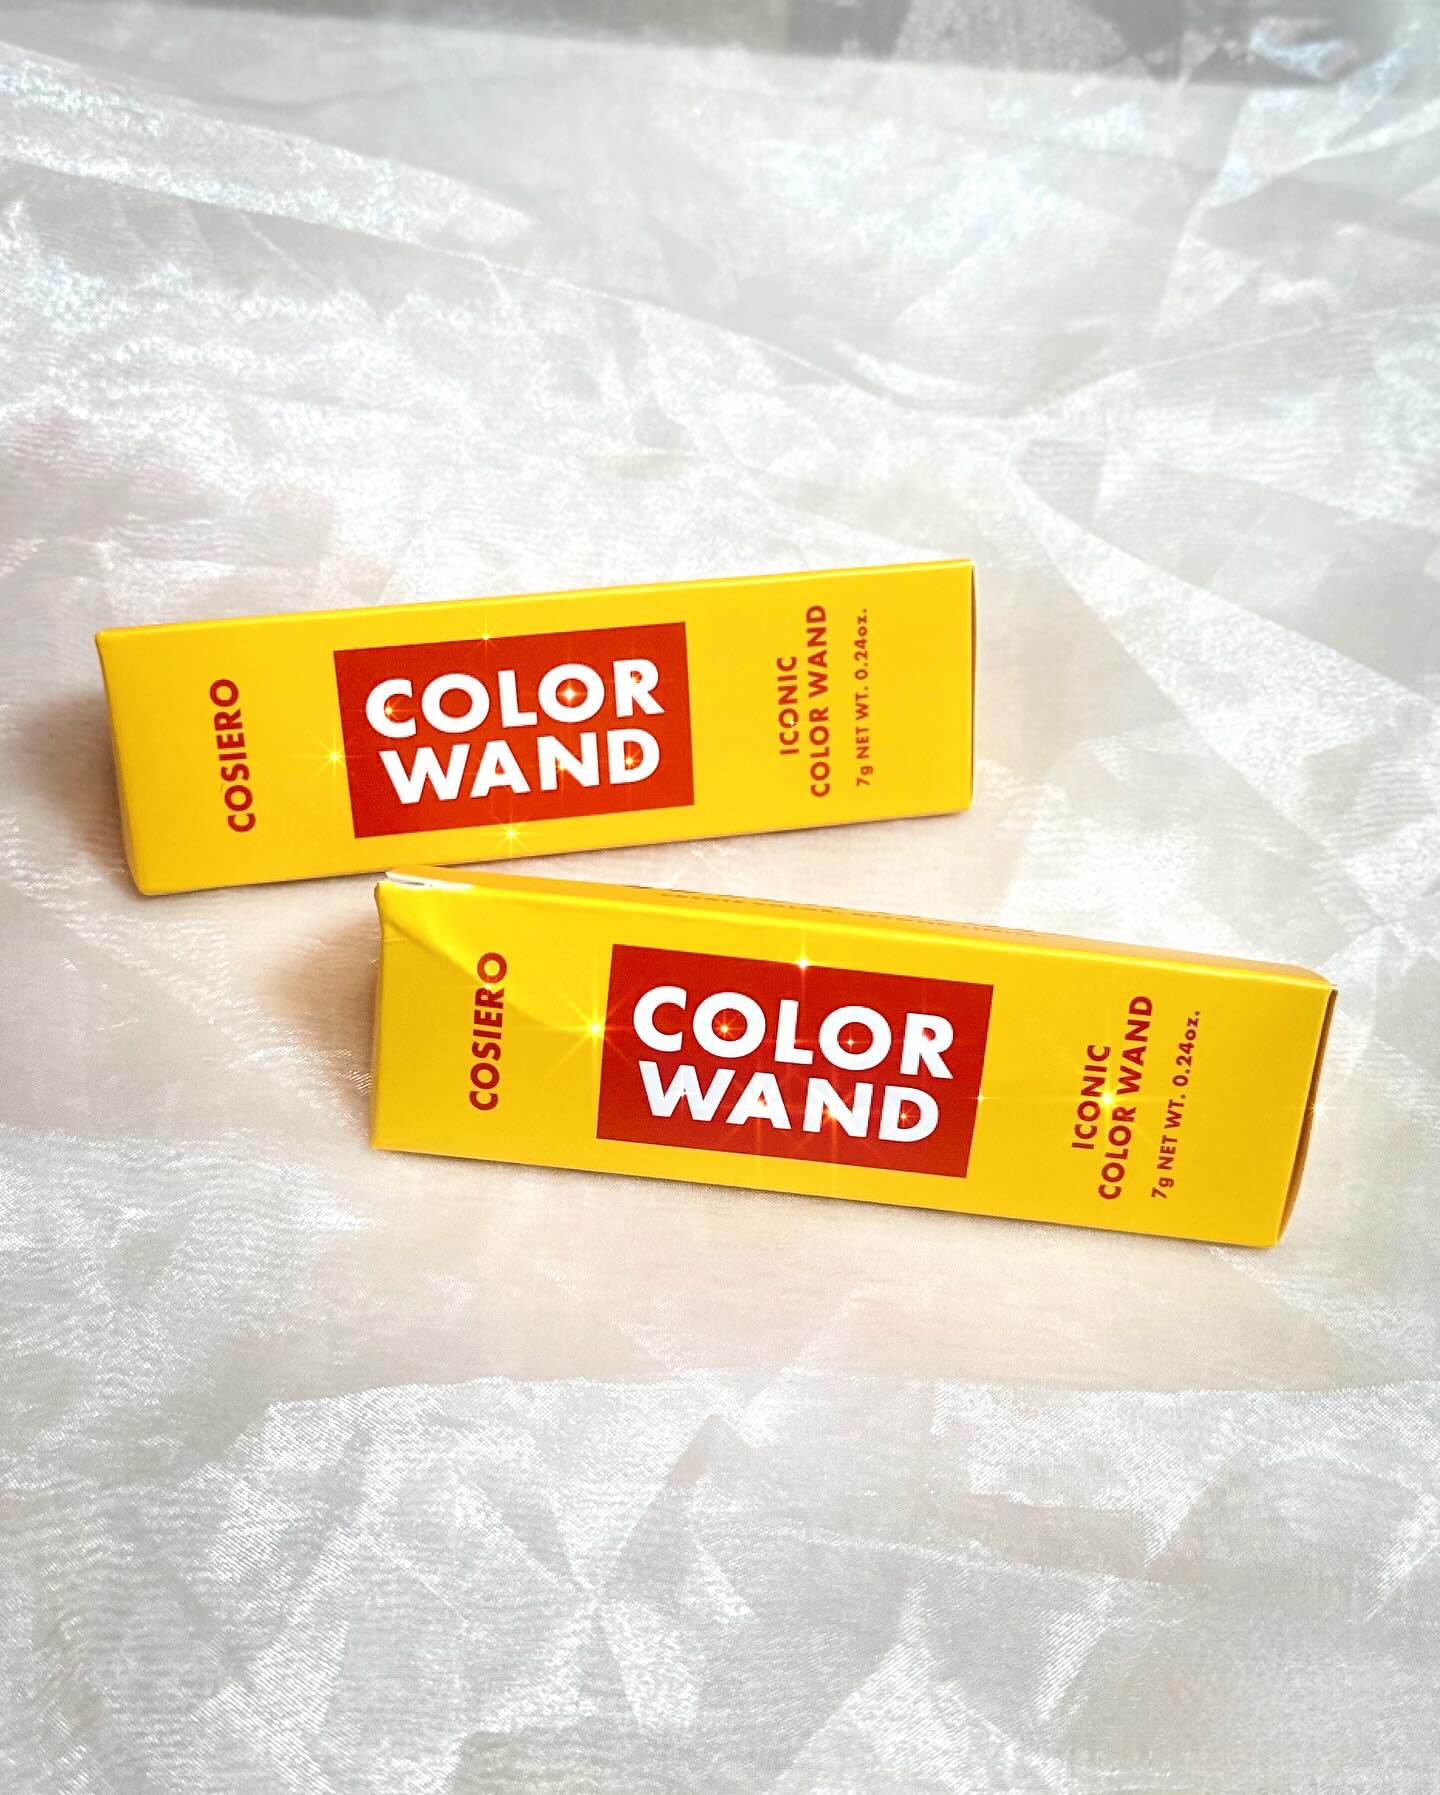 COSIERO
COLOR
WAND
ICONIC
COLOR WAND
7g NET WT. 0.24oz.
COSIERO
COLOR
WAND
ICONIC
COLOR WAND
7g NET WT. 0.24oz.